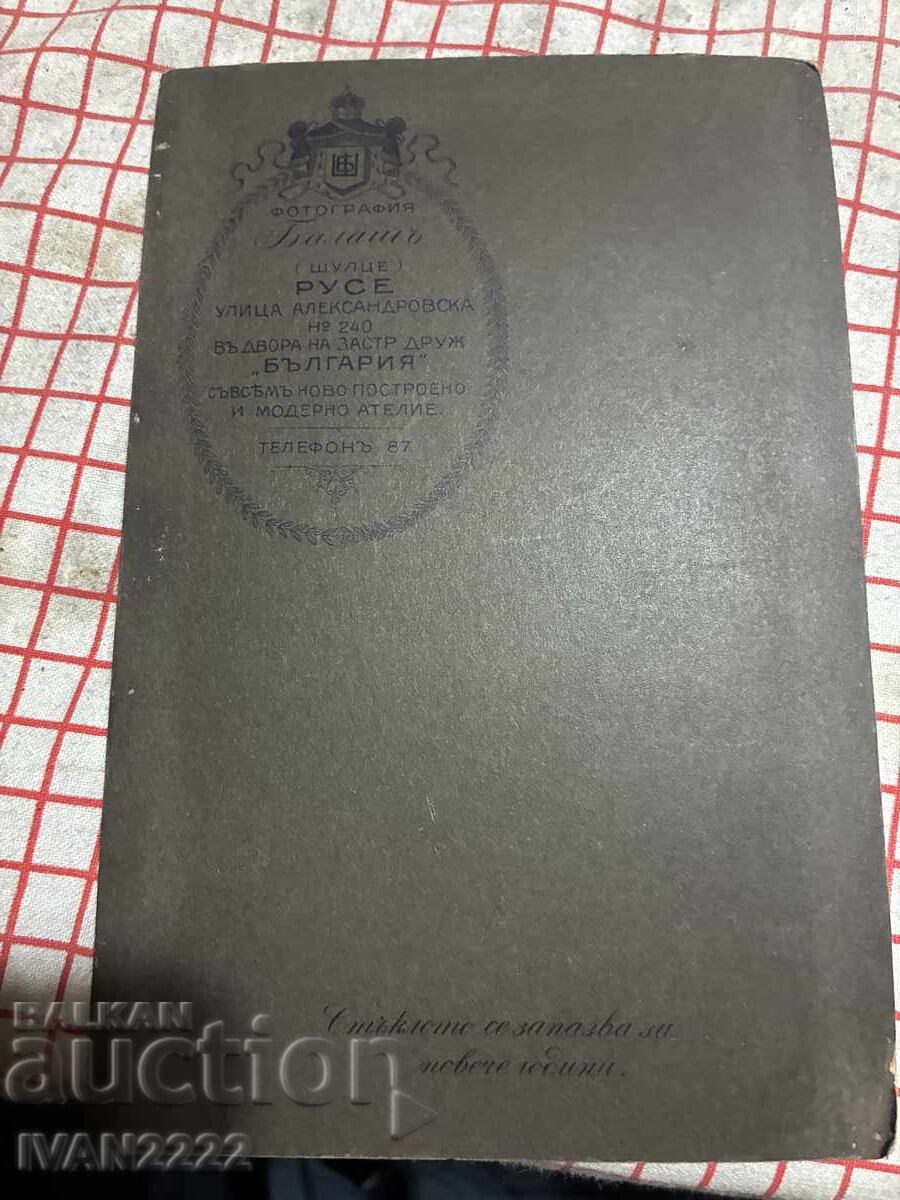 ФОТОГРАФИЯ
Балашъ
(ШУЛЦЕ)
РУСЕ
УЛИЦА АЛЕКСАНДРОВСКА
№ 240
ВЪ ДВОРА НА ЗАСТР. ДРУЖ
„БЪЛГАРИЯ“
СЪВСѢМЪ НОВО ПОСТРОЕНО
И МОДЕРНО АТЕЛИЕ.
ТЕЛЕФОНЪ 87
Стъклото се запазва за
повече години.
BALKAN
auction
IVAN2222